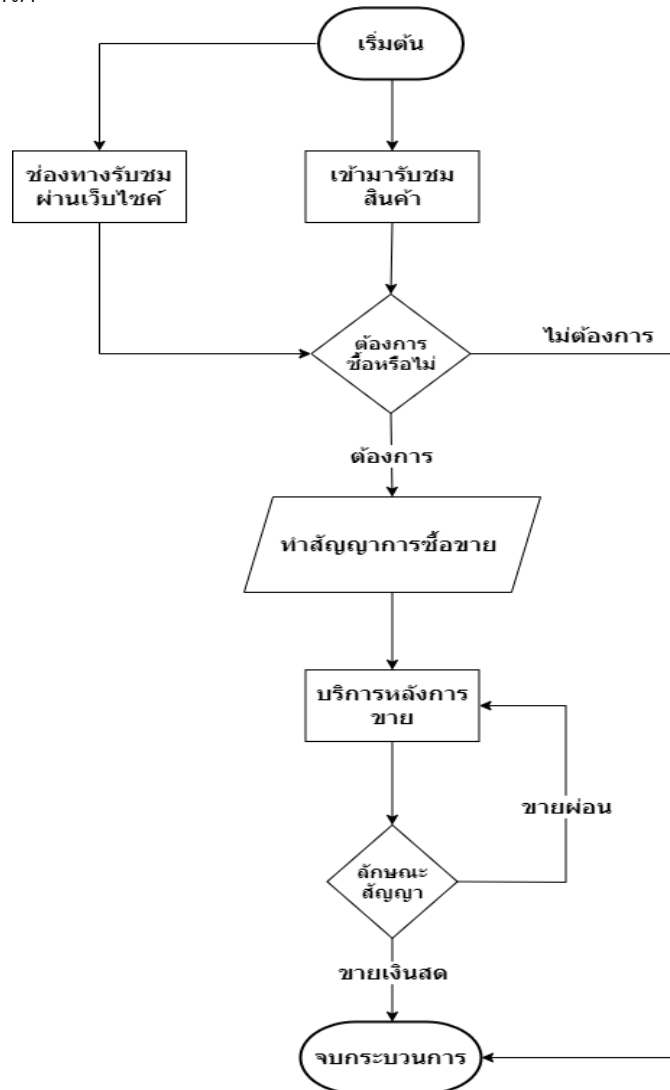 เริ่มต้น
ช่องทางรับชม
ผ่านเว็บไซค์
เข้ามารับชม
สินค้า
ต้องการ
ซื้อหรือไม่
ไม่ต้องการ
ต้องการ
ทำสัญญาการซื้อขาย
บริการหลังการ
ขาย
ขายผ่อน
ลักษณะ
สัญญา
ขายเงินสด
จบกระบวนการ